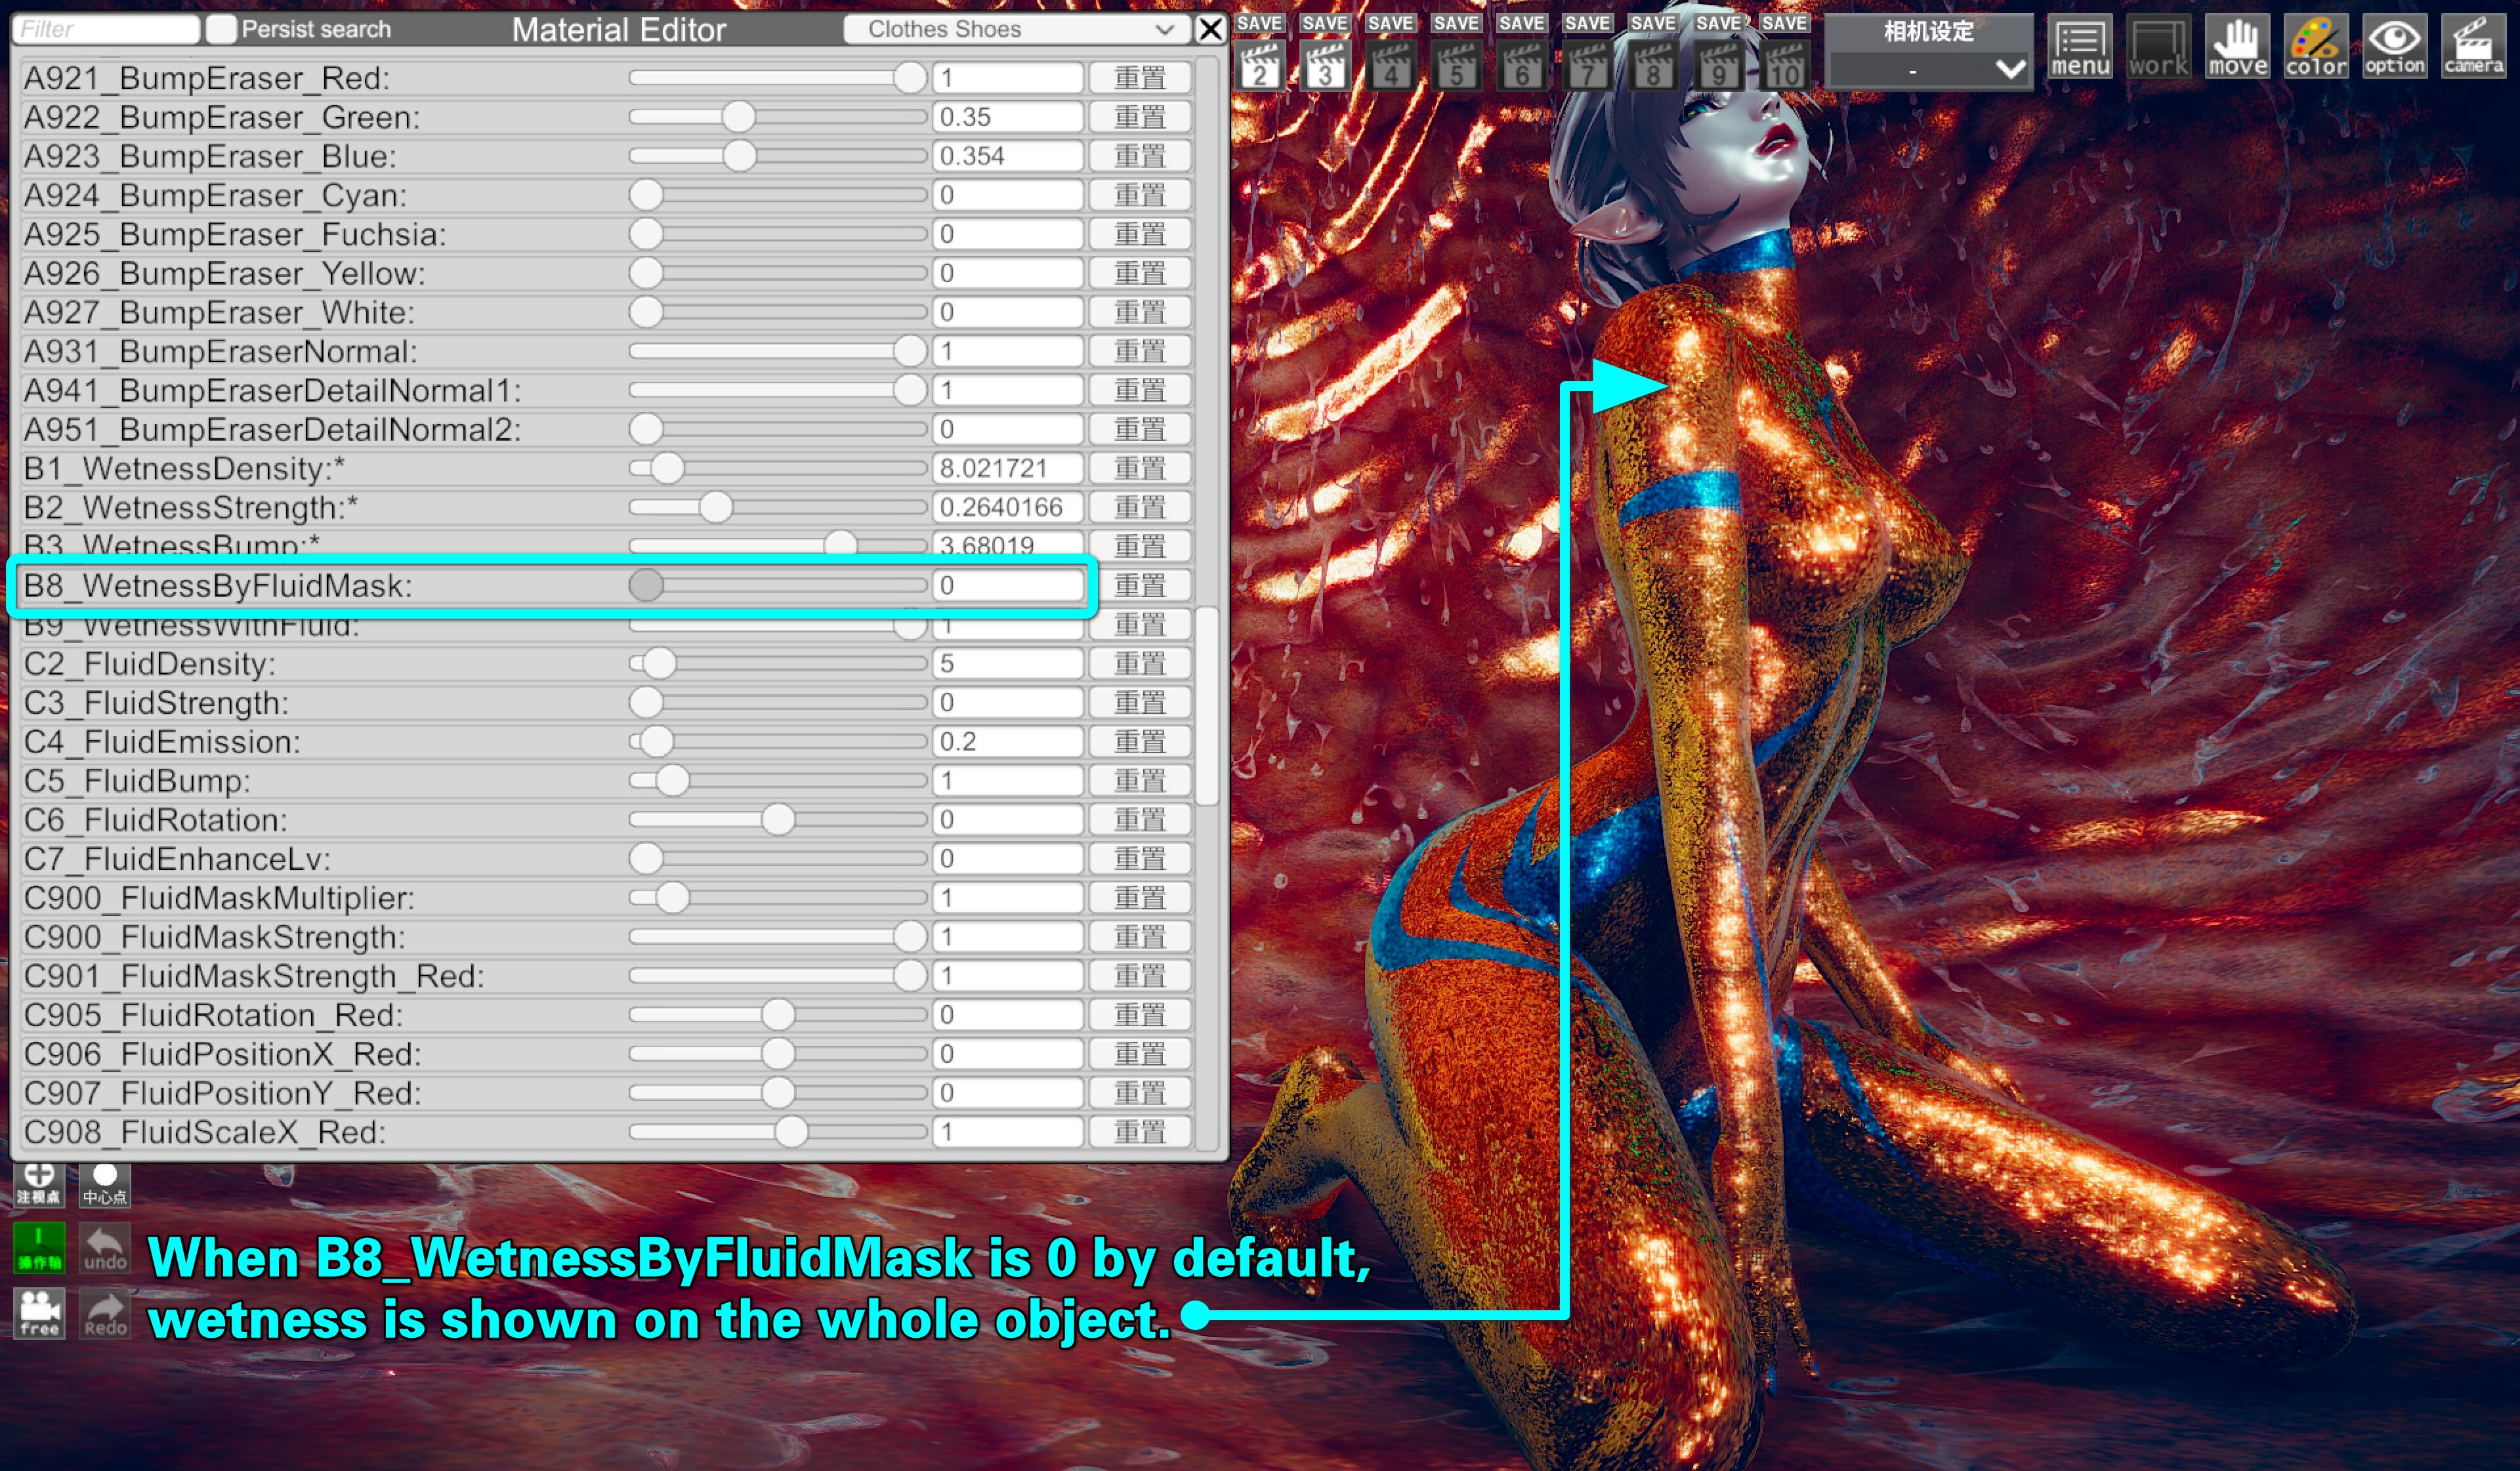 Filter Persist search Material Editor Clothes Shoes
A921_BumpEraser_Red: 1 重置
A922_BumpEraser_Green: 0.35 重置
A923_BumpEraser_Blue: 0.354 重置
A924_BumpEraser_Cyan: 0 重置
A925_BumpEraser_Fuchsia: 0 重置
A926_BumpEraser_Yellow: 0 重置
A927_BumpEraser_White: 0 重置
A931_BumpEraserNormal: 1 重置
A941_BumpEraserDetailNormal1: 1 重置
A951_BumpEraserDetailNormal2: 0 重置
B1_WetnessDensity:* 8.021721 重置
B2_WetnessStrength:* 0.2640166 重置
B3_WetnessBump:* 3.68019 重置
B8_WetnessByFluidMask: 0 重置
B9_WetnessWithFluid: 1 重置
C2_FluidDensity: 5 重置
C3_FluidStrength: 0 重置
C4_FluidEmission: 0.2 重置
C5_FluidBump: 1 重置
C6_FluidRotation: 0 重置
C7_FluidEnhanceLv: 0 重置
C900_FluidMaskMultiplier: 1 重置
C900_FluidMaskStrength: 1 重置
C901_FluidMaskStrength_Red: 1 重置
C905_FluidRotation_Red: 0 重置
C906_FluidPositionX_Red: 0 重置
C907_FluidPositionY_Red: 0 重置
C908_FluidScaleX_Red: 1 重置
SAVE SAVE SAVE SAVE SAVE SAVE SAVE SAVE SAVE
2 3 4 5 6 7 8 9 10
相机设定
-
menu work move color option camera
注视点 中心点
操作轴 undo
free Redo
When B8_WetnessByFluidMask is 0 by default,
wetness is shown on the whole object.